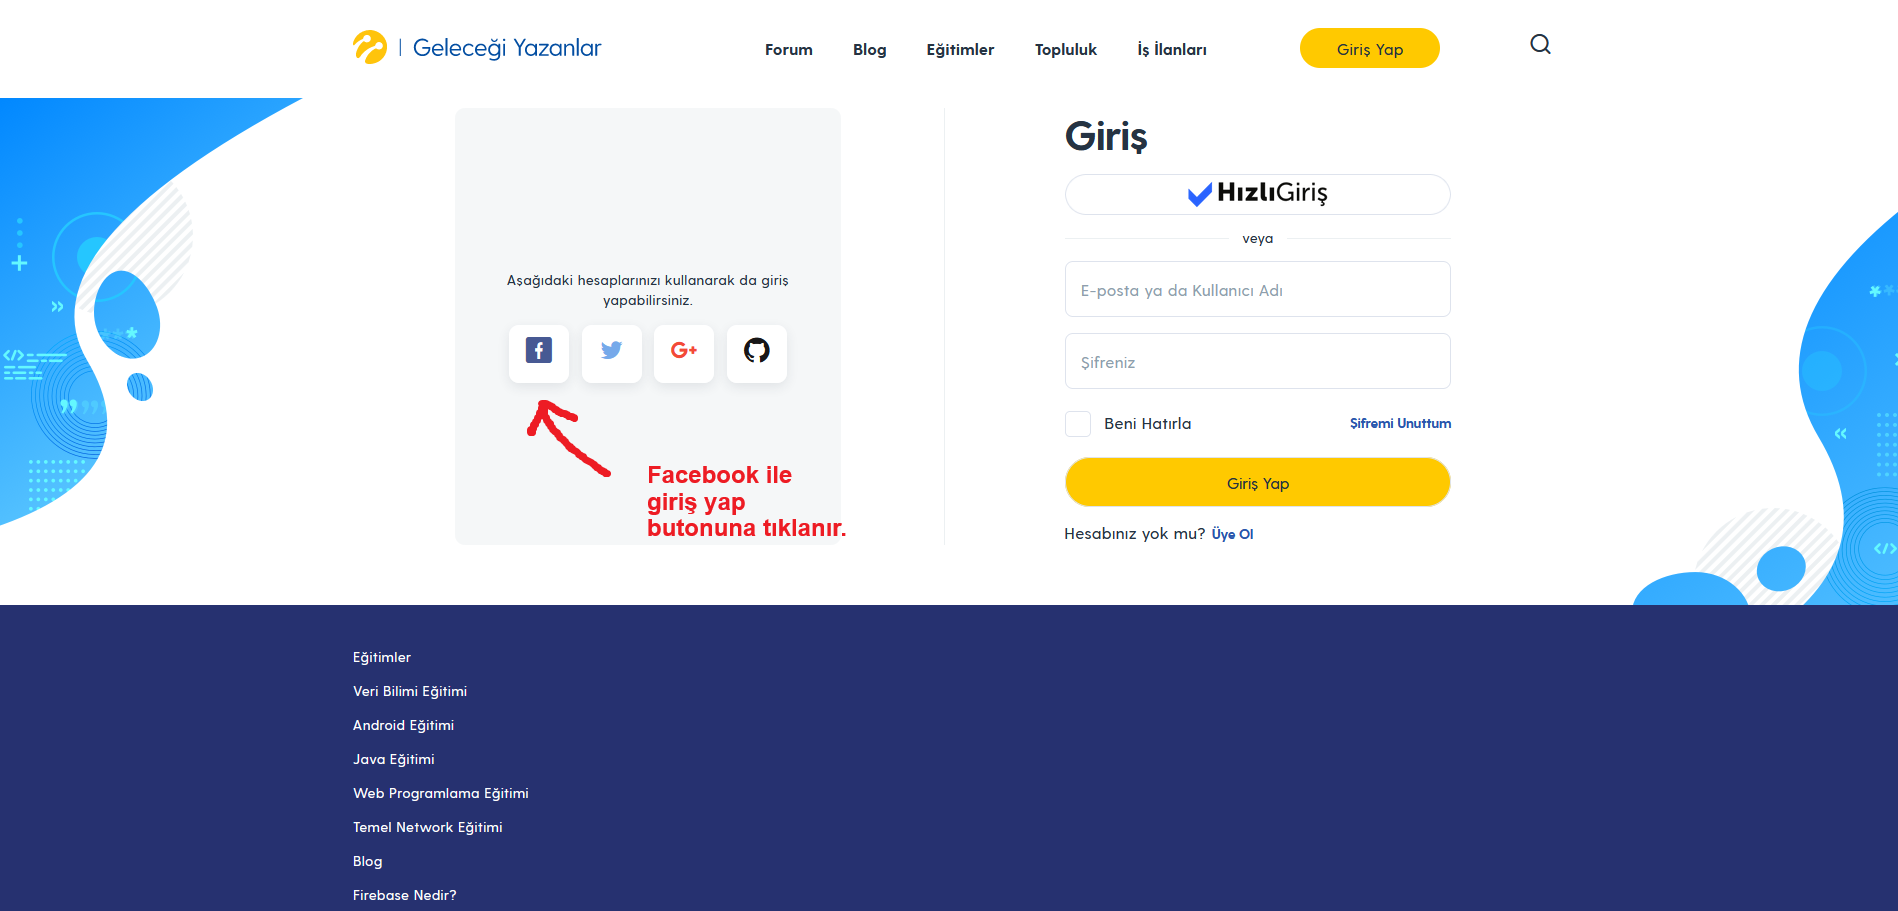 Geleceği Yazanlar
Forum
Blog
Eğitimler
Topluluk
İş İlanları
Giriş Yap
Aşağıdaki hesaplarınızı kullanarak da giriş
yapabilirsiniz.
Facebook ile
giriş yap
butonuna tıklanır.
Giriş
HızlıGiriş
veya
E-posta ya da Kullanıcı Adı
Şifreniz
Beni Hatırla
Şifremi Unuttum
Giriş Yap
Hesabınız yok mu? Üye Ol
Eğitimler
Veri Bilimi Eğitimi
Android Eğitimi
Java Eğitimi
Web Programlama Eğitimi
Temel Network Eğitimi
Blog
Firebase Nedir?